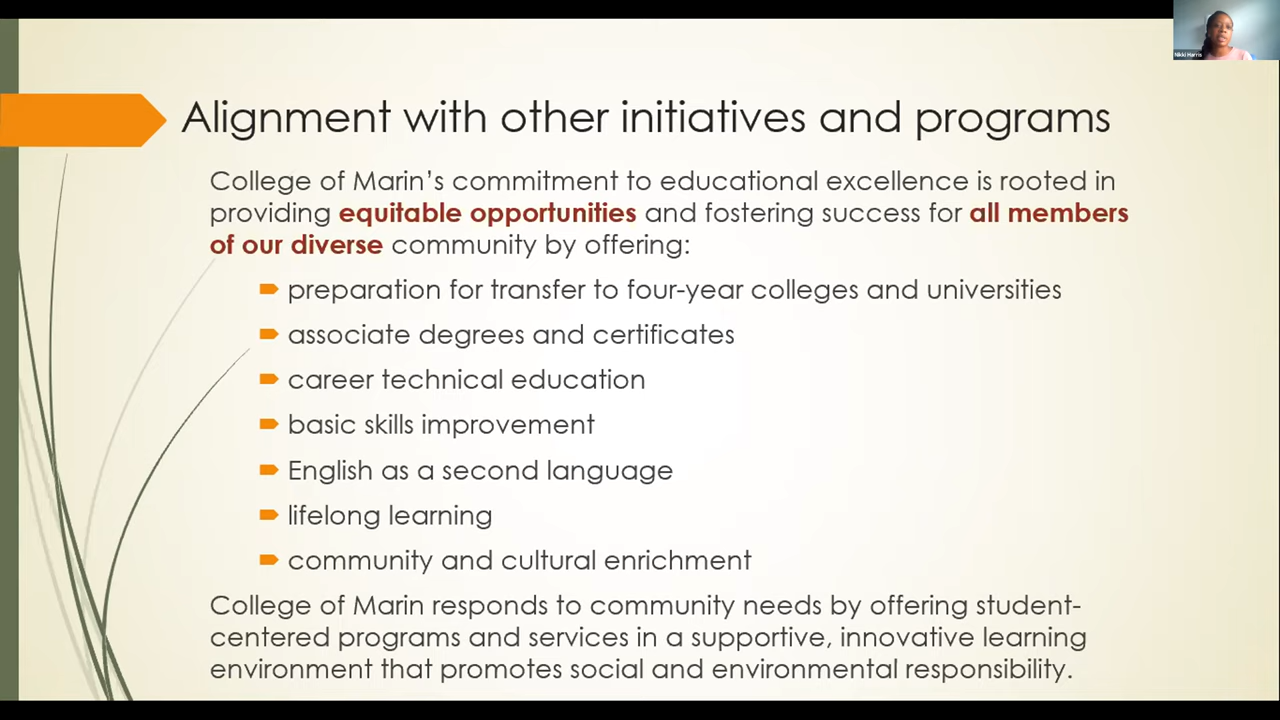 Nikki Harris
Alignment with other initiatives and programs
College of Marin’s commitment to educational excellence is rooted in
providing equitable opportunities and fostering success for all members
of our diverse community by offering:
preparation for transfer to four-year colleges and universities
associate degrees and certificates
career technical education
basic skills improvement
English as a second language
lifelong learning
community and cultural enrichment
College of Marin responds to community needs by offering student-
centered programs and services in a supportive, innovative learning
environment that promotes social and environmental responsibility.